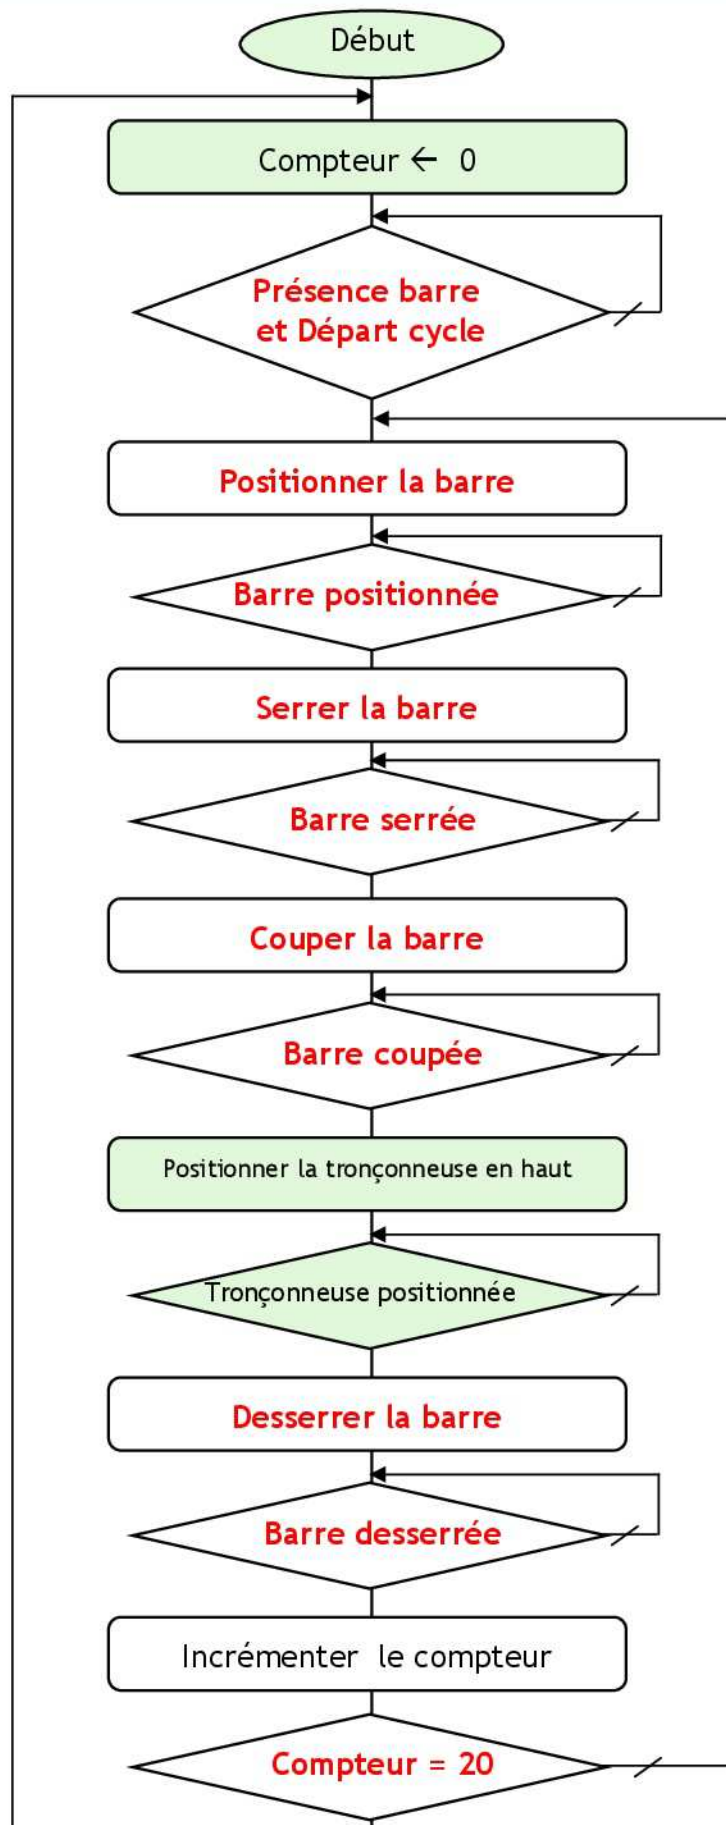 Début
Compteur ← 0
Présence barre
et Départ cycle
Positionner la barre
Barre positionnée
Serrer la barre
Barre serrée
Couper la barre
Barre coupée
Positionner la tronçonneuse en haut
Tronçonneuse positionnée
Desserrer la barre
Barre desserrée
Incrémenter le compteur
Compteur = 20